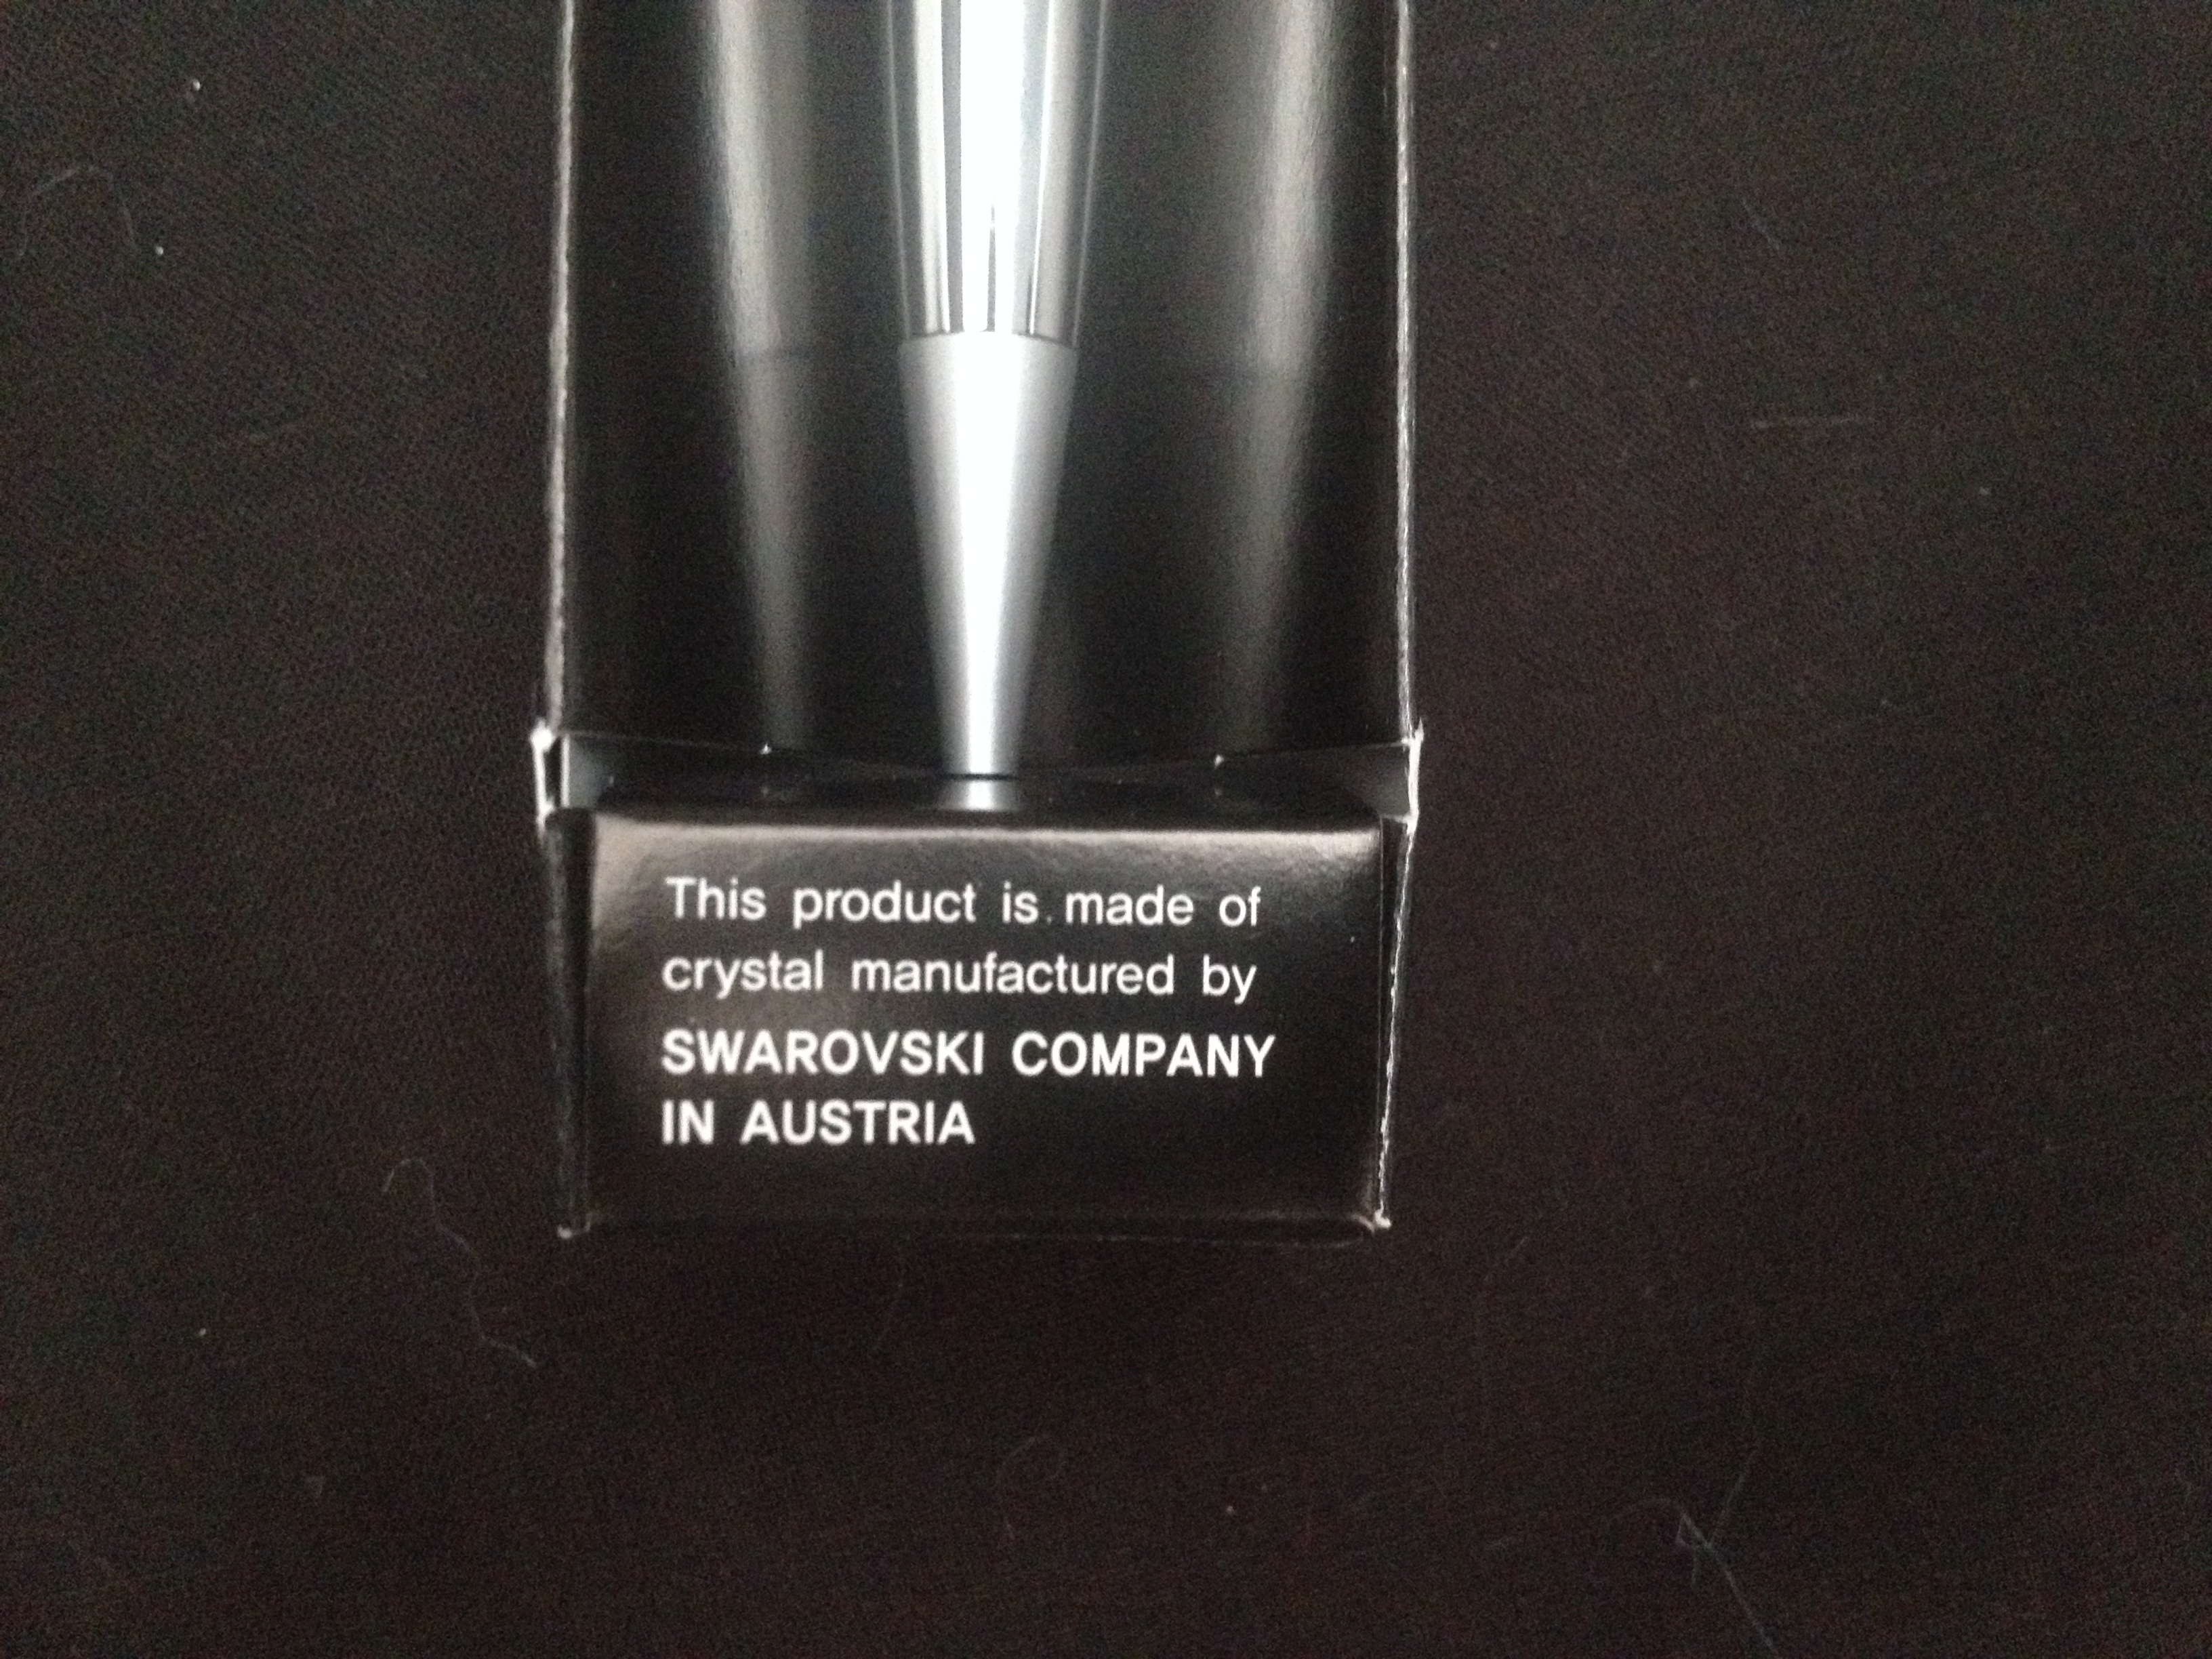 This product is made of
crystal manufactured by
SWAROVSKI COMPANY
IN AUSTRIA